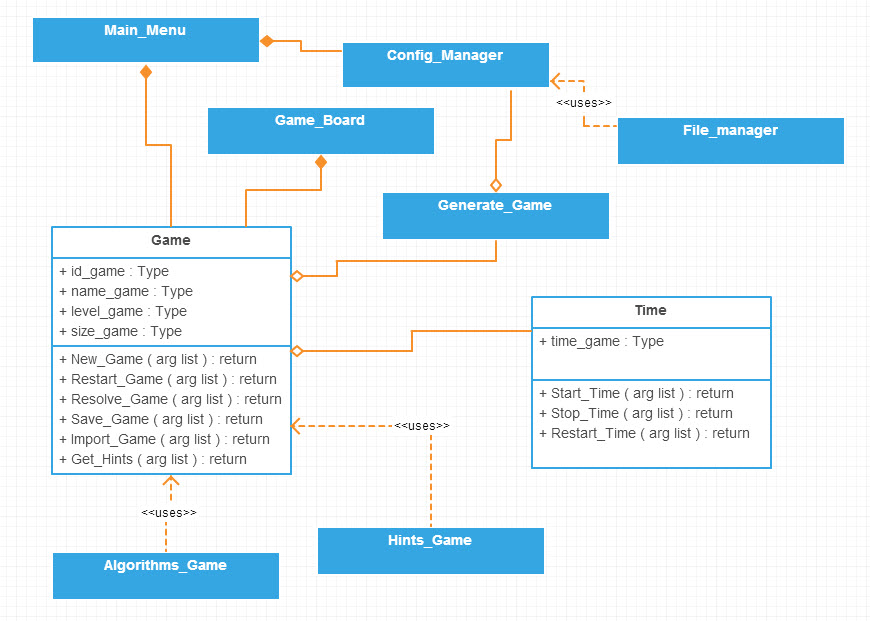 Main_Menu
Config_Manager
<<uses>>
Game_Board
File_manager
Generate_Game
Game
+ id_game : Type
+ name_game : Type
+ level_game : Type
+ size_game : Type
+ New_Game ( arg list ) : return
+ Restart_Game ( arg list ) : return
+ Resolve_Game ( arg list ) : return
+ Save_Game ( arg list ) : return
+ Import_Game ( arg list ) : return
+ Get_Hints ( arg list ) : return
Time
+ time_game : Type
+ Start_Time ( arg list ) : return
+ Stop_Time ( arg list ) : return
+ Restart_Time ( arg list ) : return
<<uses>>
<<uses>>
Hints_Game
Algorithms_Game